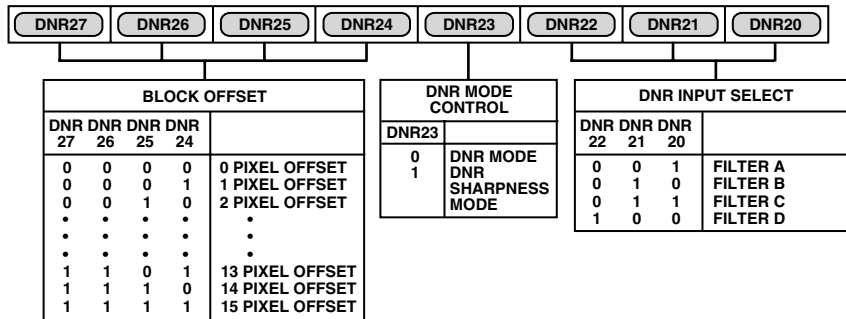 DNR27 DNR26 DNR25 DNR24 DNR23 DNR22 DNR21 DNR20
BLOCK OFFSET
DNR DNR DNR DNR
27 26 25 24
0 0 0 0 0 PIXEL OFFSET
0 0 0 1 1 PIXEL OFFSET
0 0 1 0 2 PIXEL OFFSET
• • • • •
• • • • •
• • • • •
1 1 0 1 13 PIXEL OFFSET
1 1 1 0 14 PIXEL OFFSET
1 1 1 1 15 PIXEL OFFSET
DNR MODE
CONTROL
DNR23
0 DNR MODE
1 DNR
SHARPNESS
MODE
DNR INPUT SELECT
DNR DNR DNR
22 21 20
0 0 1 FILTER A
0 1 0 FILTER B
0 1 1 FILTER C
1 0 0 FILTER D